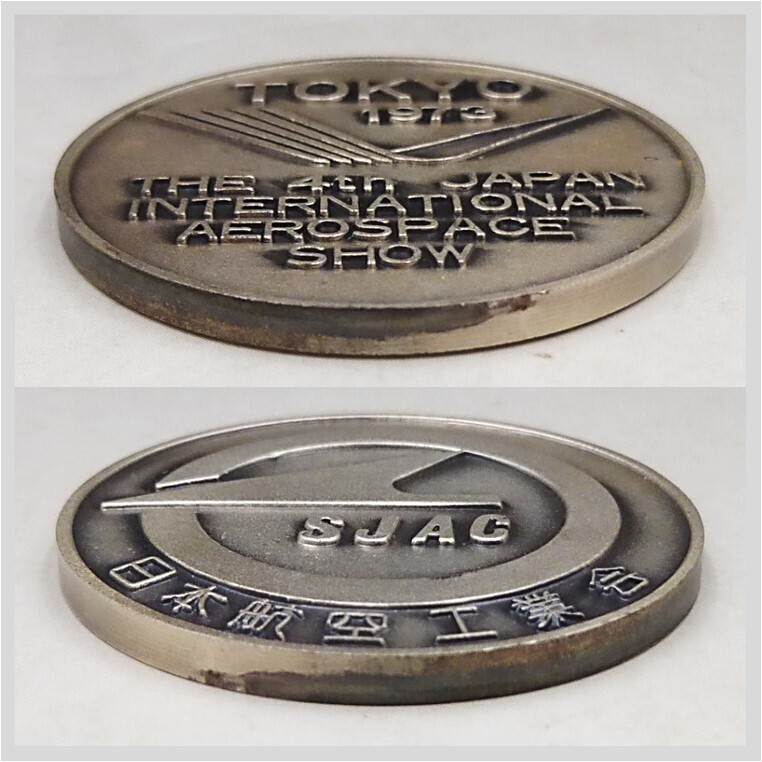 TOKYO
1973
THE 4th JAPAN
INTERNATIONAL
AEROSPACE
SHOW
SJAC
日本航空工業会